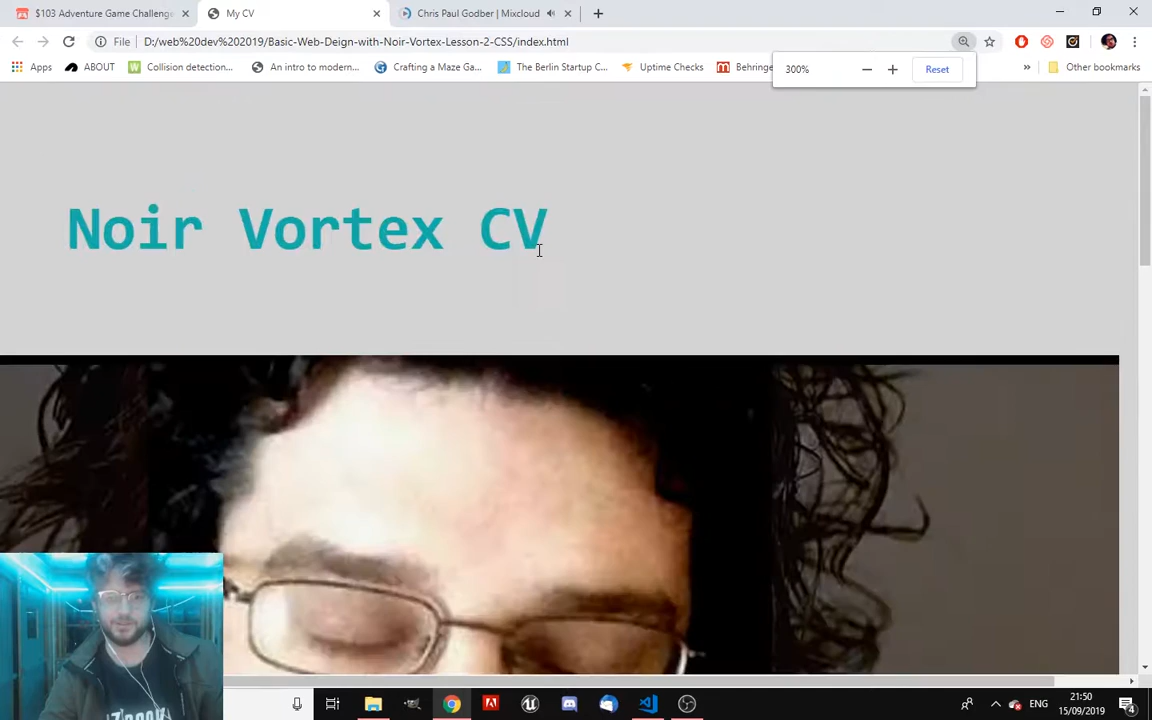 $103 Adventure Game Challenge
My CV
Chris Paul Godber | Mixcloud
File
D:/web%20dev%202019/Basic-Web-Deign-with-Noir-Vortex-Lesson-2-CSS/index.html
Apps
ABOUT
Collision detection...
An intro to modern...
Crafting a Maze Ga...
The Berlin Startup C...
Uptime Checks
Behringe
»
Other bookmarks
300%
Reset
Noir Vortex CV
ENG
21:50
15/09/2019
4